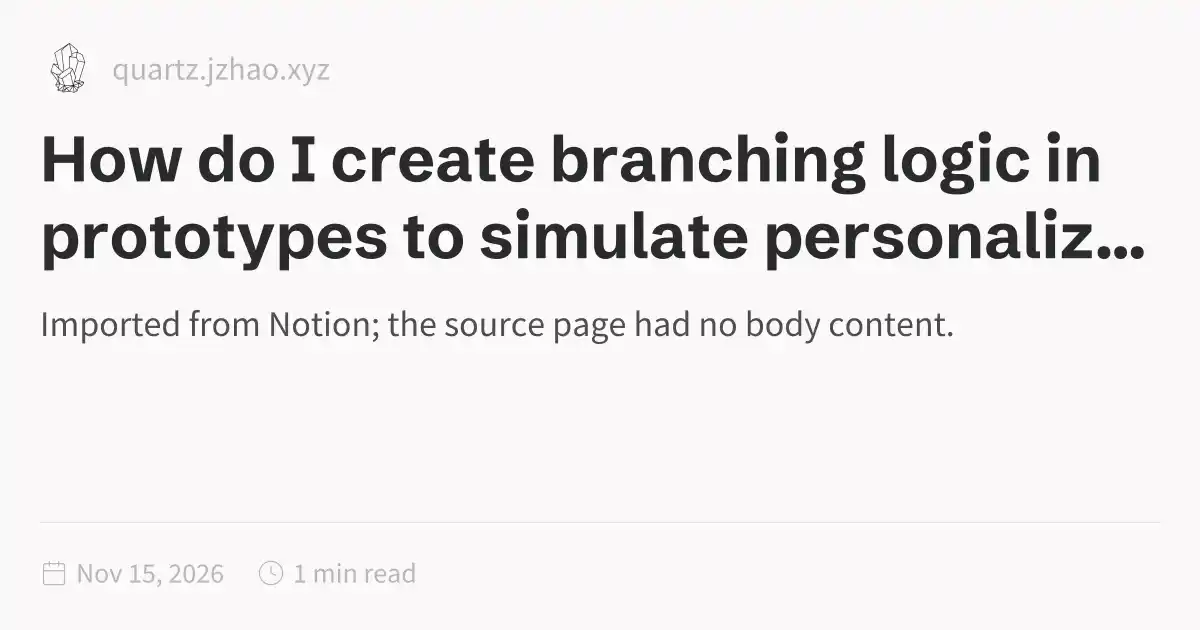 quartz.jzhao.xyz
How do I create branching logic in
prototypes to simulate personaliz...
Imported from Notion; the source page had no body content.
Nov 15, 2026 1 min read